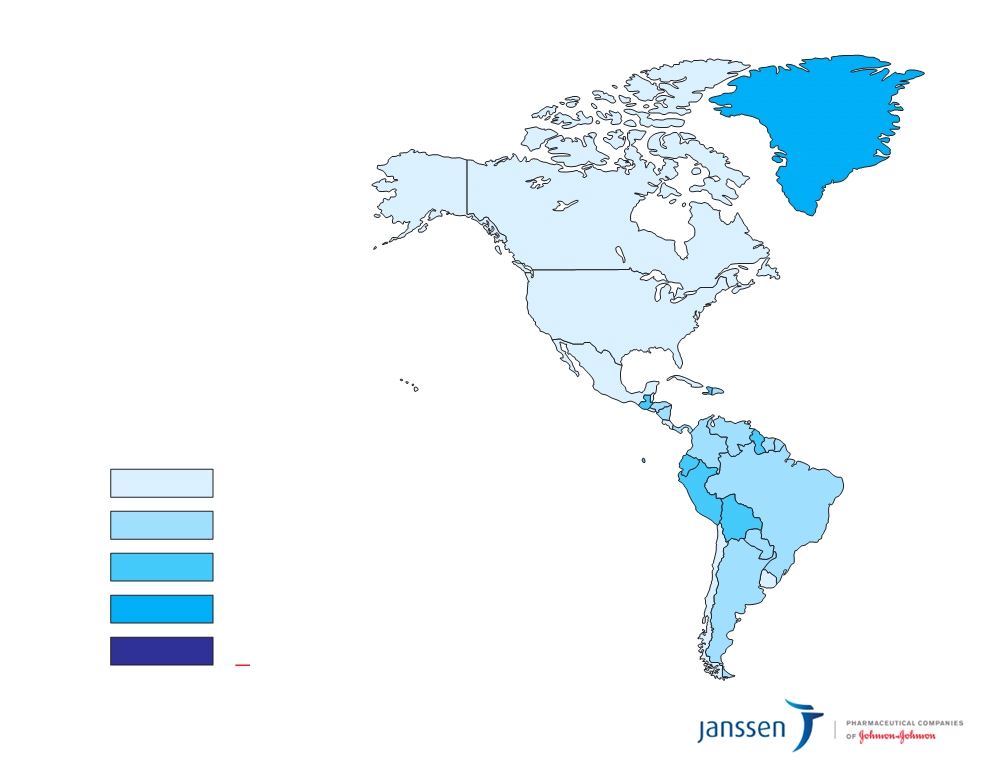 janssen
PHARMACEUTICAL COMPANIES
OF Johnson & Johnson